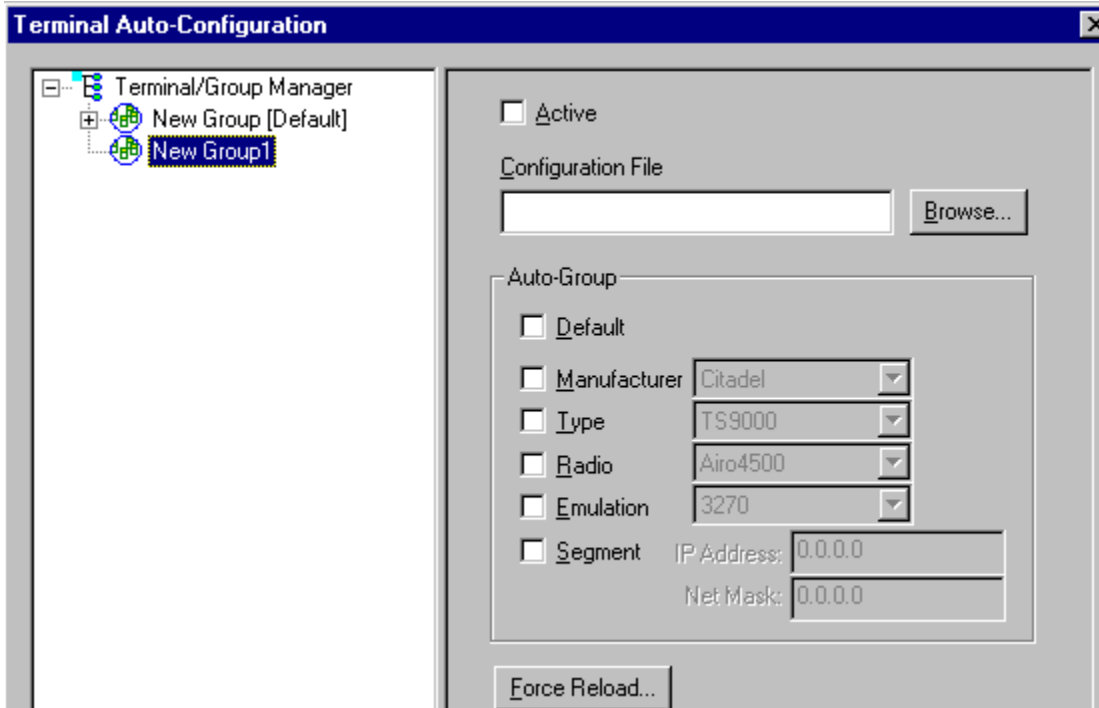 Terminal Auto-Configuration
Terminal/Group Manager
New Group [Default]
New Group1
Active
Configuration File
Browse...
Auto-Group
Default
Manufacturer Citadel
Type TS9000
Radio Airo4500
Emulation 3270
Segment IP Address: 0.0.0.0
Net Mask: 0.0.0.0
Force Reload...